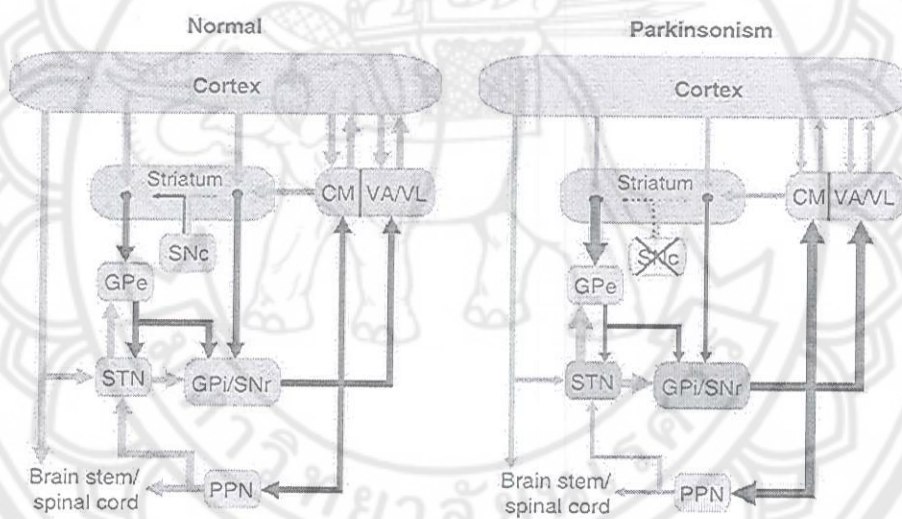 Normal
Cortex
Striatum
CM VA/VL
SNc
GPe
STN
GPi/SNr
Brain stem/
spinal cord
PPN
Parkinsonism
Cortex
Striatum
CM VA/VL
SNc
GPe
STN
GPi/SNr
Brain stem/
spinal cord
PPN